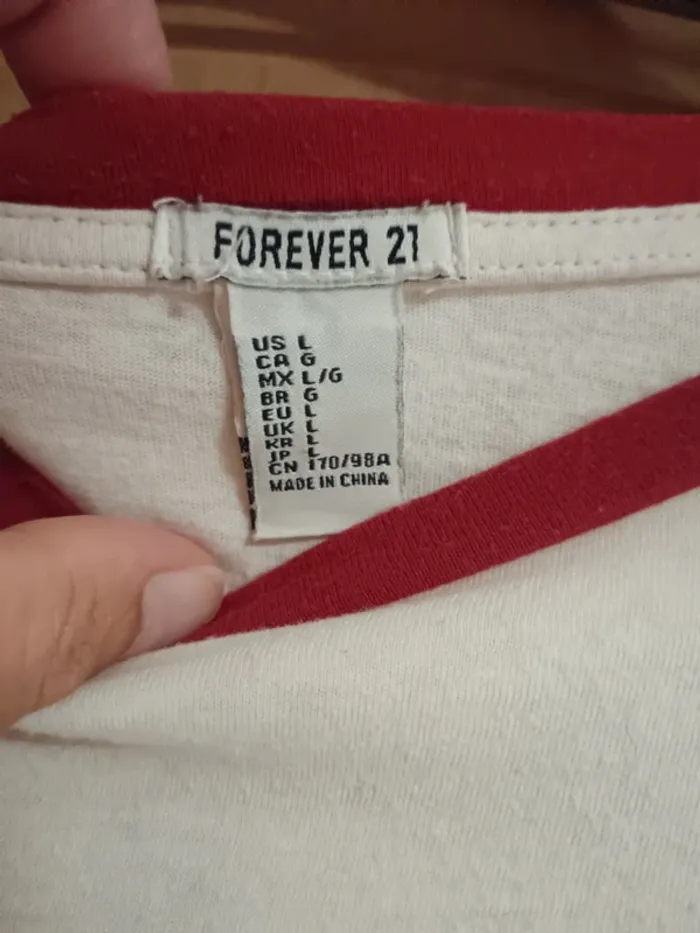 FOREVER 21
US L
CA G
MX L/G
BR G
EU L
UK L
KR L
JP L
CN 170/98A
MADE IN CHINA